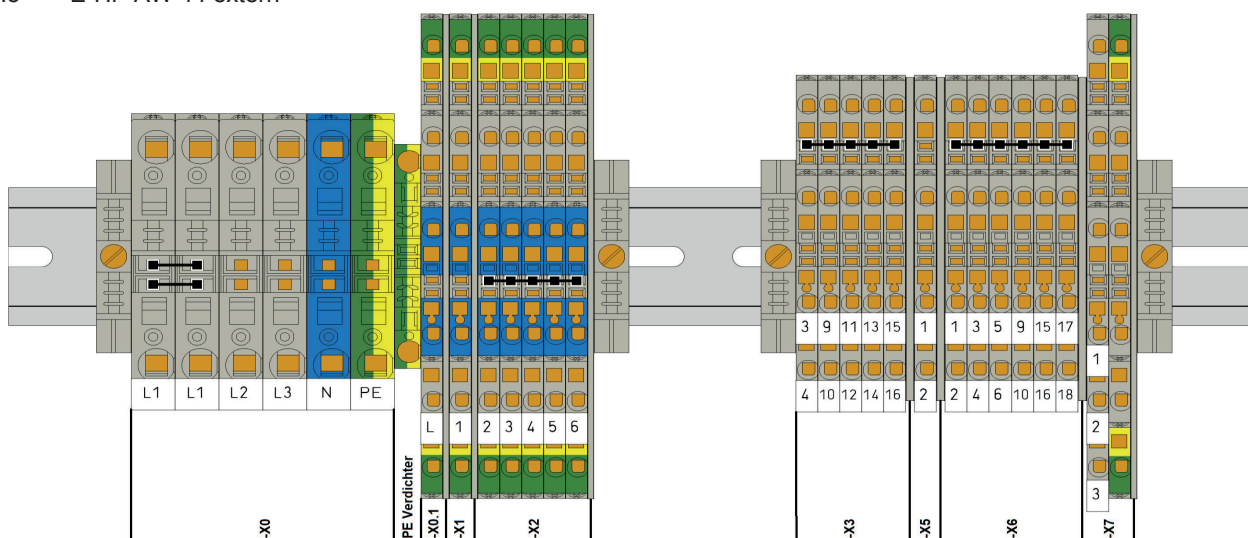 3 9 11 13 15 1 1 3 5 9 15 17
1
L1 L1 L2 L3 N PE
4 10 12 14 16 2 2 4 6 10 16 18
L 1 2 3 4 5 6
2
3
-X0
PE Verdichter
-X0.1
-X1
-X2
-X3
-X5
-X6
-X7